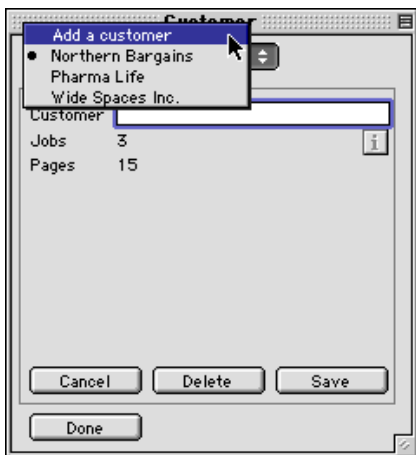 Customer
Add a customer
Northern Bargains
Pharma Life
Wide Spaces Inc.
Customer
Jobs 3
i
Pages 15
Cancel Delete Save
Done